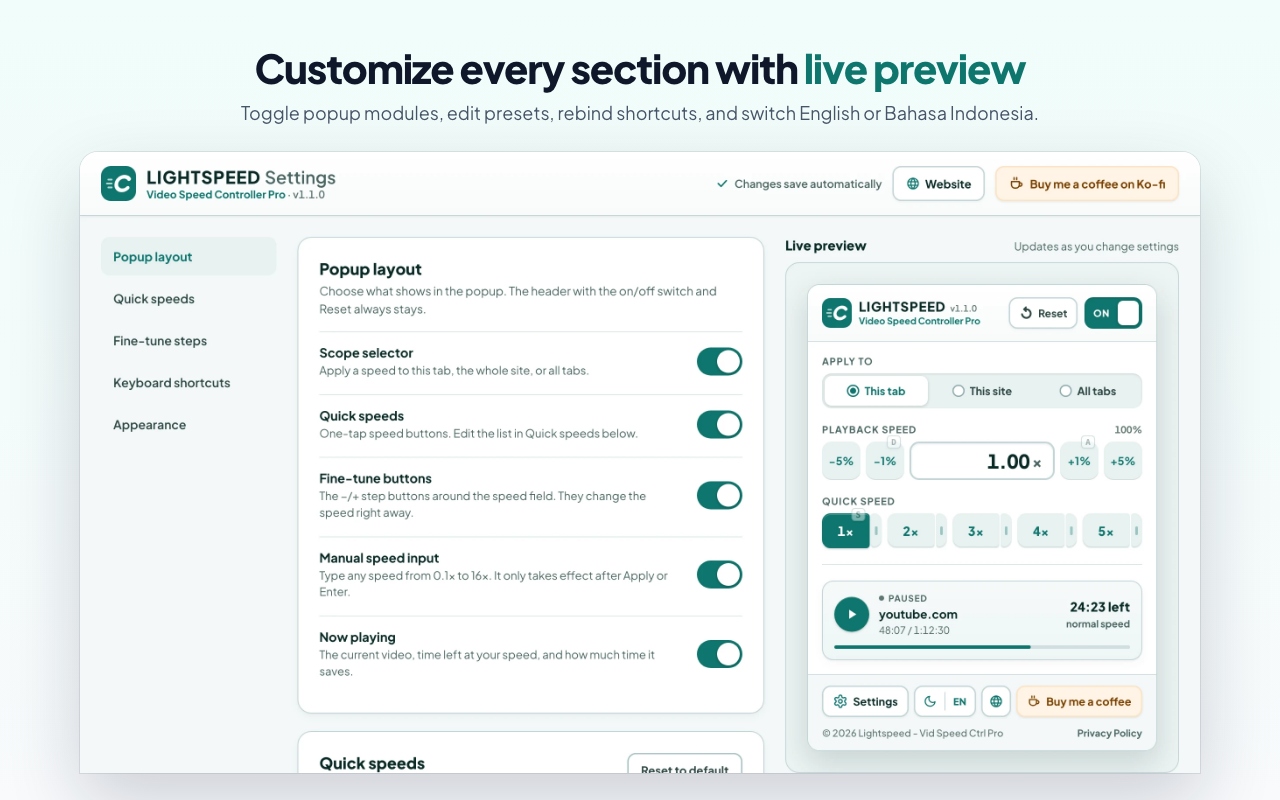 Customize every section with live preview
Toggle popup modules, edit presets, rebind shortcuts, and switch English or Bahasa Indonesia.
LIGHTSPEED Settings
Video Speed Controller Pro · v1.1.0
Changes save automatically
Website
Buy me a coffee on Ko-fi
Popup layout
Quick speeds
Fine-tune steps
Keyboard shortcuts
Appearance
Popup layout
Choose what shows in the popup. The header with the on/off switch and
Reset always stays.
Scope selector
Apply a speed to this tab, the whole site, or all tabs.
Quick speeds
One-tap speed buttons. Edit the list in Quick speeds below.
Fine-tune buttons
The −/+ step buttons around the speed field. They change the
speed right away.
Manual speed input
Type any speed from 0.1× to 16×. It only takes effect after Apply or
Enter.
Now playing
The current video, time left at your speed, and how much time it
saves.
Quick speeds
Reset to default
Live preview
Updates as you change settings
LIGHTSPEED v1.1.0
Video Speed Controller Pro
Reset
ON
APPLY TO
This tab
This site
All tabs
PLAYBACK SPEED
100%
D
A
−5%
−1%
1.00 ×
+1%
+5%
QUICK SPEED
S
1×
2×
3×
4×
5×
PAUSED
youtube.com
48:07 / 1:12:30
24:23 left
normal speed
Settings
EN
Buy me a coffee
© 2026 Lightspeed - Vid Speed Ctrl Pro
Privacy Policy